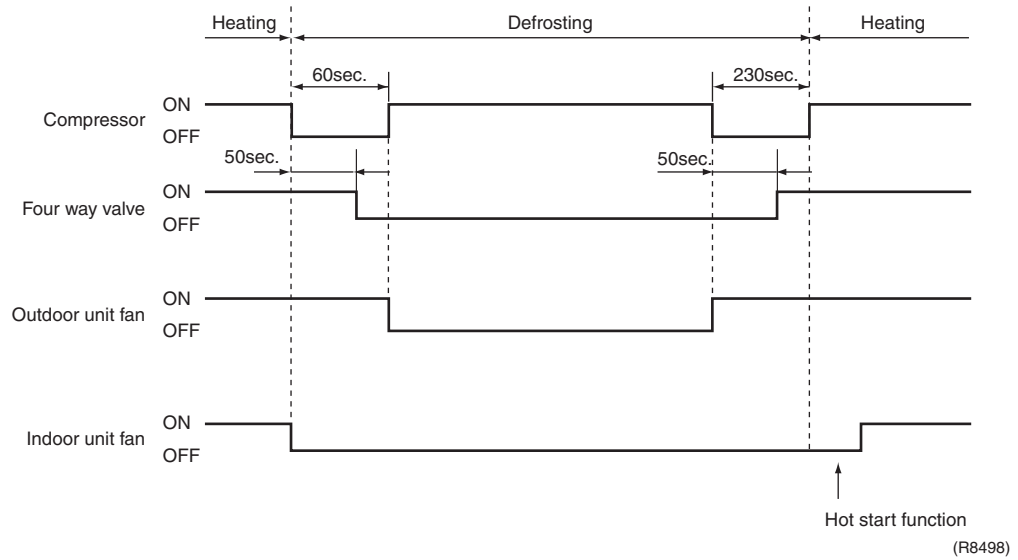 Heating Defrosting Heating
60sec. 230sec.
ON
Compressor
OFF
50sec. 50sec.
ON
Four way valve
OFF
ON
Outdoor unit fan
OFF
ON
Indoor unit fan
OFF
Hot start function
(R8498)